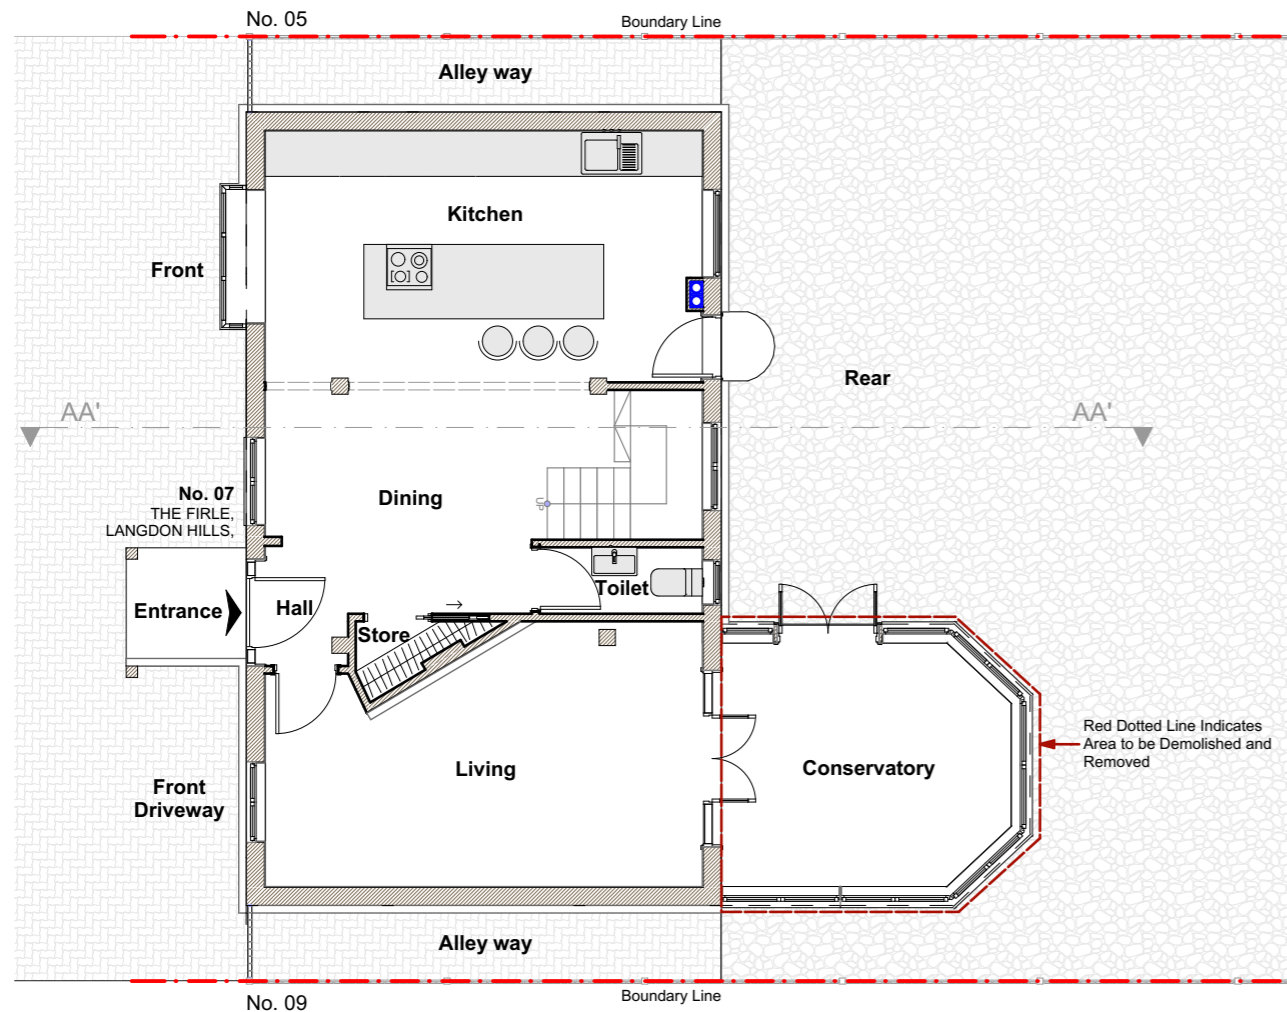 No. 05
Boundary Line
Alley way
Kitchen
Front
Rear
AA'
AA'
No. 07
THE FIRLE,
LANGDON HILLS,
Dining
UP
Toilet
Entrance
Hall
Store
Red Dotted Line Indicates
Area to be Demolished and
Removed
Living
Conservatory
Front
Driveway
Alley way
Boundary Line
No. 09